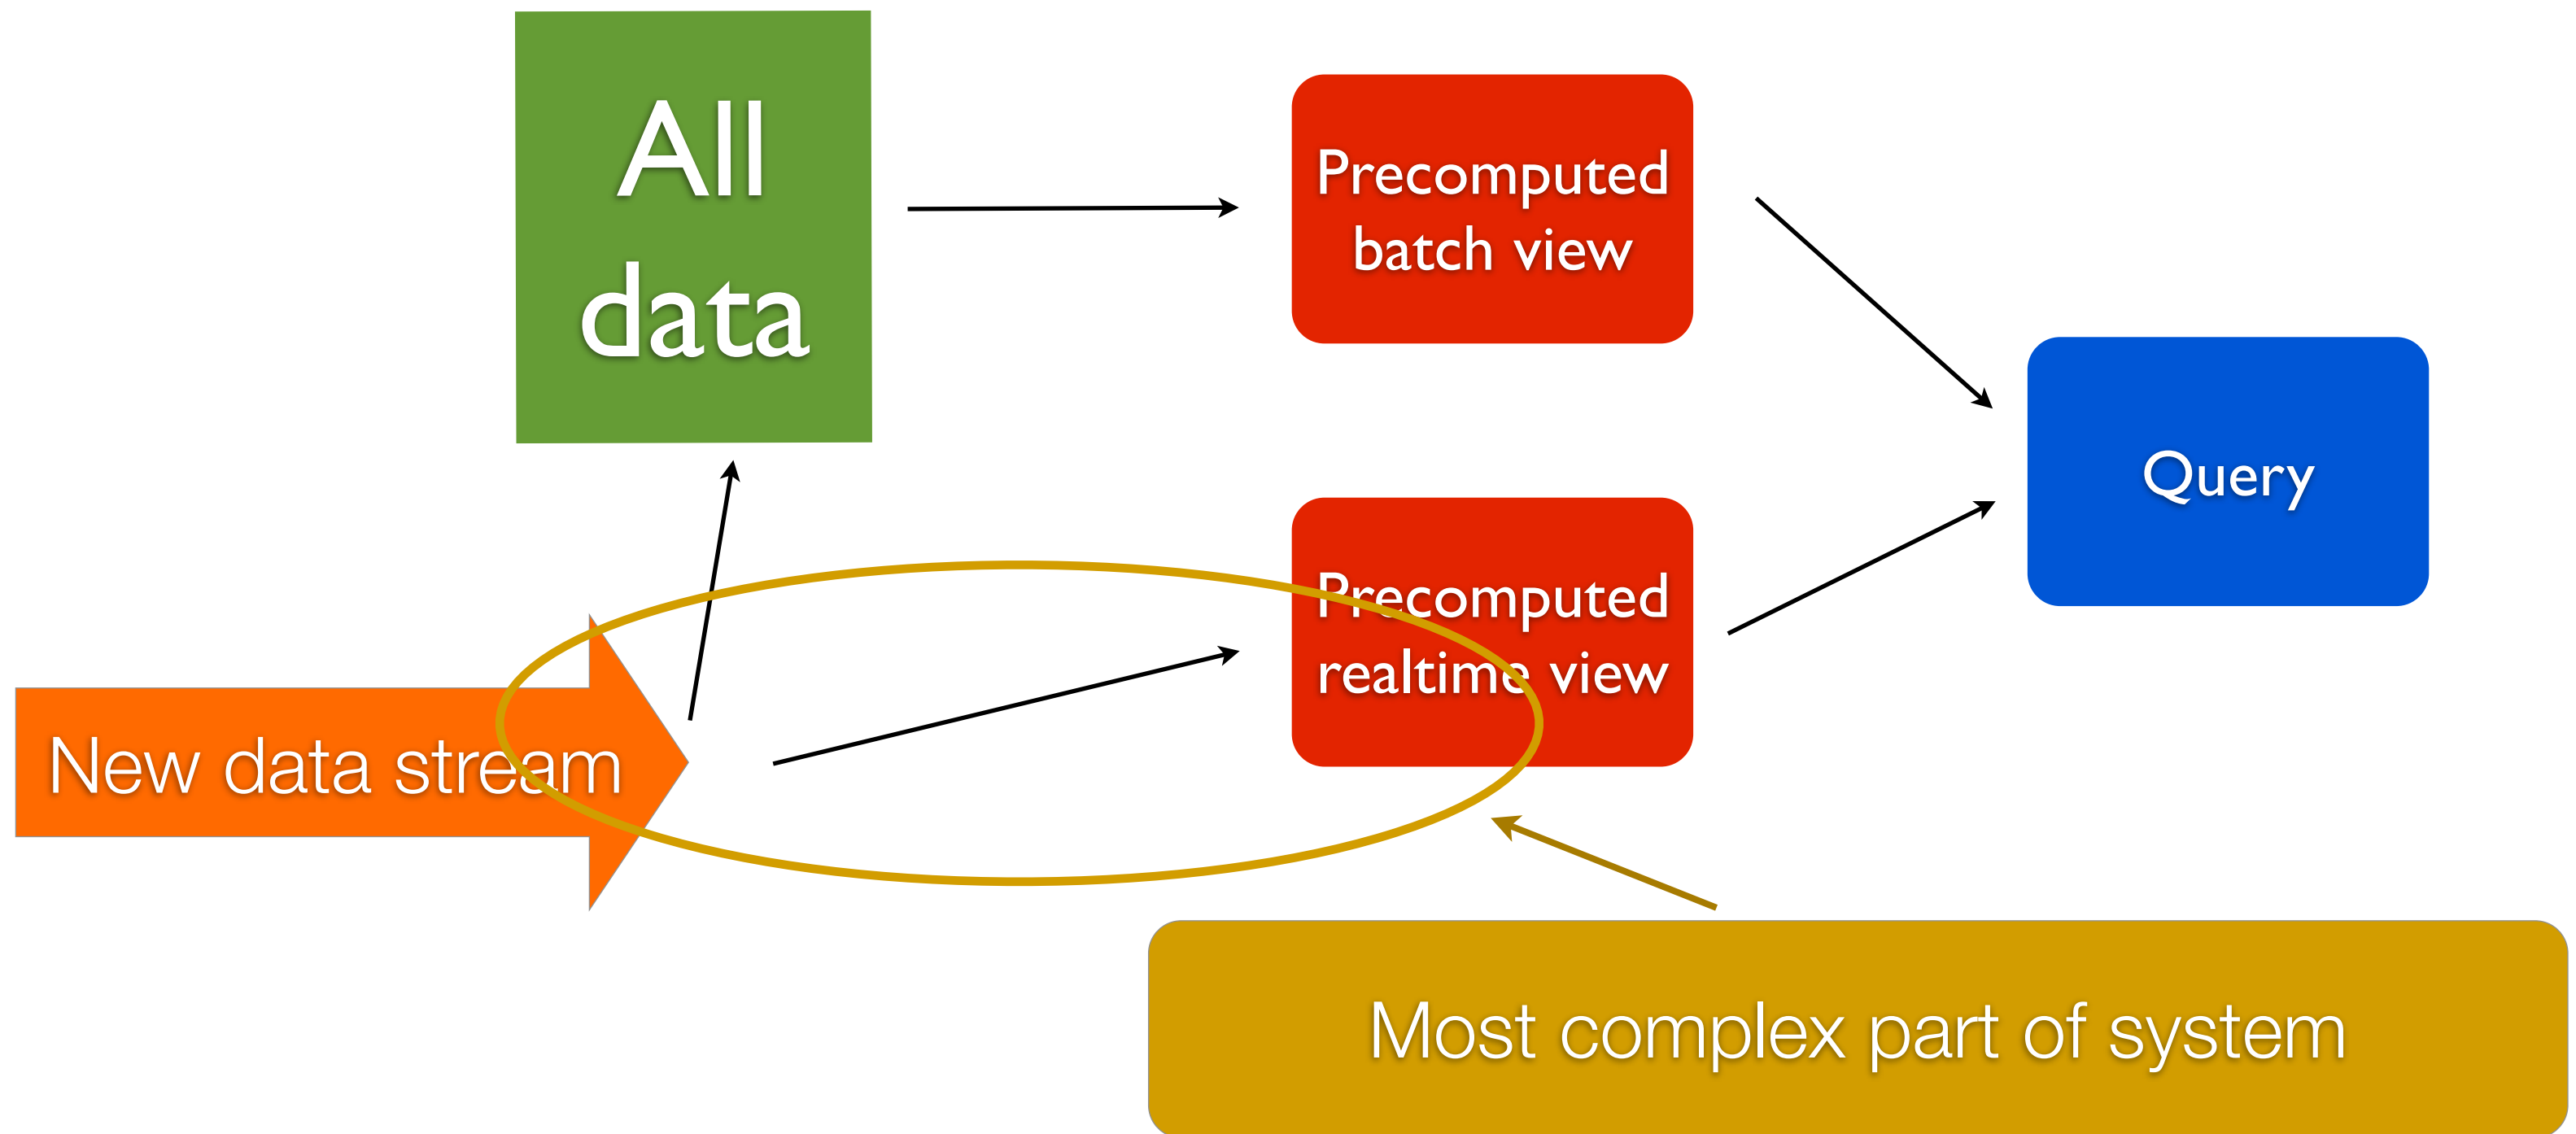 All
data
Precomputed
batch view
Query
Precomputed
realtime view
New data stream
Most complex part of system